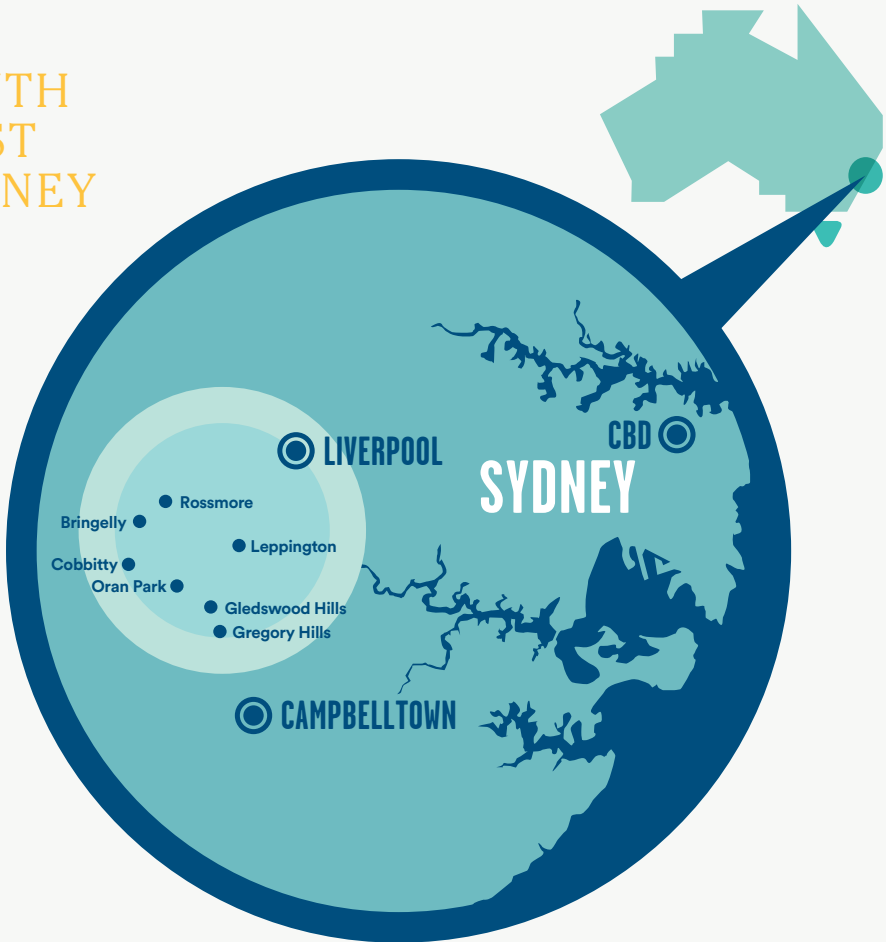 TH
ST
NEY
LIVERPOOL
CBD
SYDNEY
Rossmore
Bringelly
Leppington
Cobbitty
Oran Park
Gledswood Hills
Gregory Hills
CAMPBELLTOWN